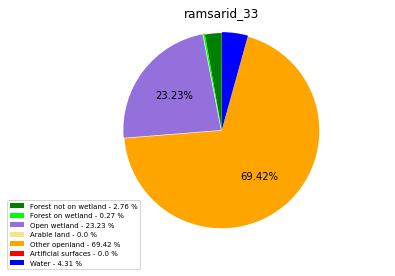 ramsarid_33
23.23%
69.42%
Forest not on wetland - 2.76 %
Forest on wetland - 0.27 %
Open wetland - 23.23 %
Arable land - 0.0 %
Other openland - 69.42 %
Artificial surfaces - 0.0 %
Water - 4.31 %